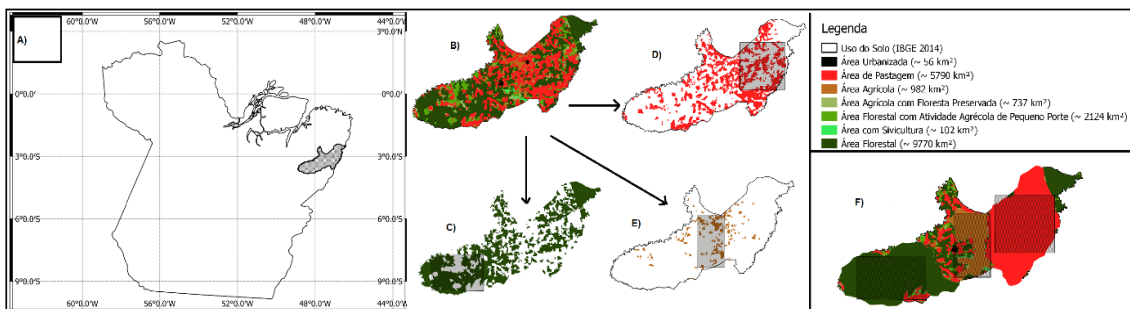 A)
60°0.0'W 56°0.0'W 52°0.0'W 48°0.0'W 44°0.0'W
0°0.0' 0°0.0'
3°0.0'S 3°0.0'S
6°0.0'S 6°0.0'S
9°0.0'S 9°0.0'S
60°0.0'W 56°0.0'W 52°0.0'W 48°0.0'W 44°0.0'W
B)
D)
C)
E)
Legenda
Uso do Solo (IBGE 2014)
Área Urbanizada (~ 56 km²)
Área de Pastagem (~ 5790 km²)
Área Agrícola (~ 982 km²)
Área Agrícola com Floresta Preservada (~ 737 km²)
Área Florestal com Atividade Agrícola de Pequeno Porte (~ 2124 km²)
Área com Sivicultura (~ 102 km²)
Área Florestal (~ 9770 km²)
F)